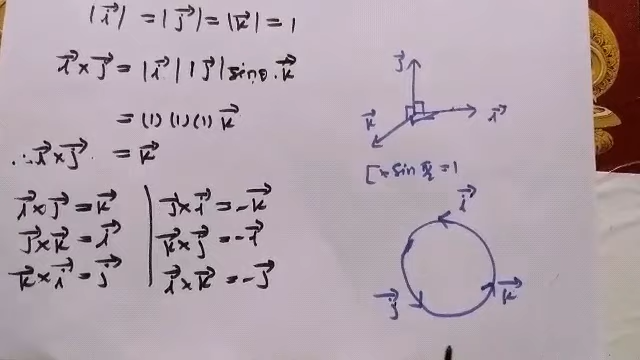 |i⃗| = |j⃗| = |k⃗| = 1
i⃗ × j⃗ = |i⃗| |j⃗| sinθ. k⃗
= (1) (1) (1) k⃗
∴ i⃗ × j⃗ = k⃗
i⃗ × j⃗ = k⃗
j⃗ × k⃗ = i⃗
k⃗ × i⃗ = j⃗
j⃗ × i⃗ = -k⃗
k⃗ × j⃗ = -i⃗
i⃗ × k⃗ = -j⃗
j⃗
k⃗
i⃗
[∵ sin π/2 = 1
i⃗
j⃗
k⃗